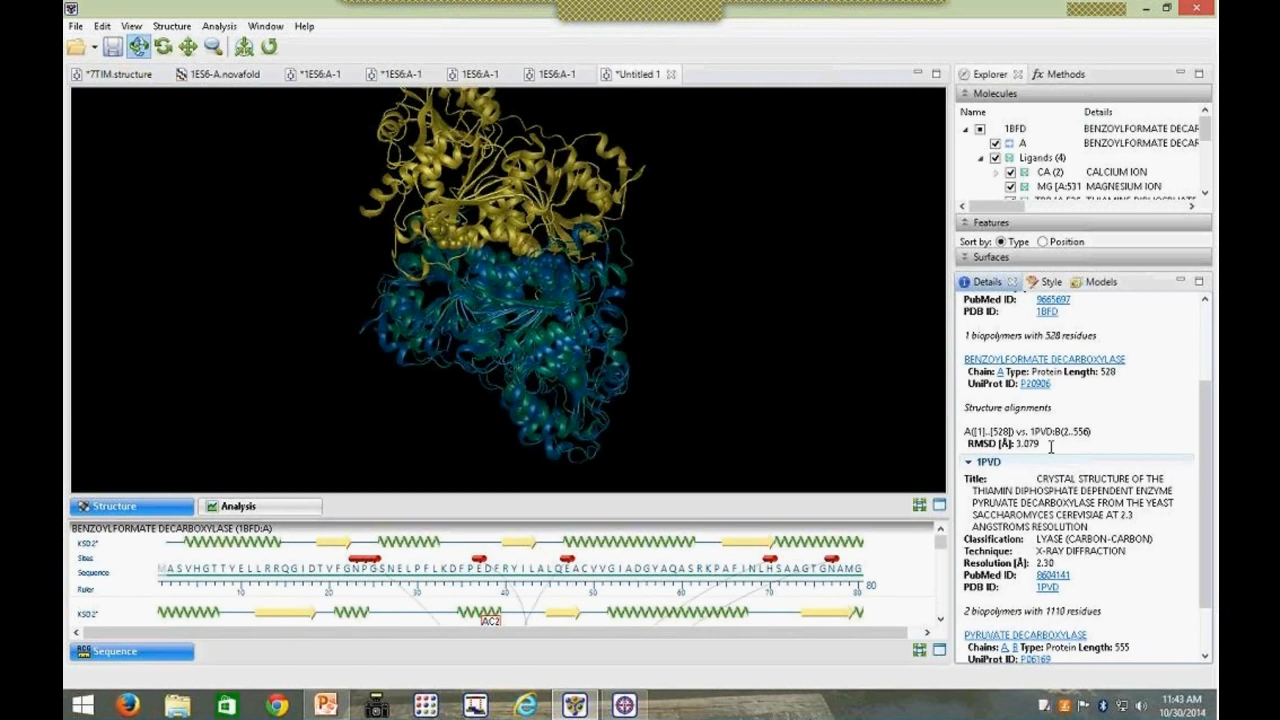 File Edit View Structure Analysis Window Help
*7TIM.structure 1ES6-A.novafold *1ES6:A-1 *1ES6:A-1 1ES6:A-1 1ES6:A-1 *Untitled 1
Explorer fx Methods
Molecules
Name Details
1BFD BENZOYLFORMATE DECAR
A BENZOYLFORMATE DECAR
Ligands (4)
CA (2) CALCIUM ION
MG [A:531 MAGNESIUM ION
Features
Sort by: Type Position
Surfaces
Details Style Models
PubMed ID: 9665697
PDB ID: 1BFD
1 biopolymers with 528 residues
BENZOYLFORMATE DECARBOXYLASE
Chain: A Type: Protein Length: 528
UniProt ID: P20906
Structure alignments
A([1]..[528]) vs. 1PVD:B(2..556)
RMSD [Å]: 3.079
1PVD
Title: CRYSTAL STRUCTURE OF THE
THIAMIN DIPHOSPHATE DEPENDENT ENZYME
PYRUVATE DECARBOXYLASE FROM THE YEAST
SACCHAROMYCES CEREVISIAE AT 2.3
ANGSTROMS RESOLUTION
Classification: LYASE (CARBON-CARBON)
Technique: X-RAY DIFFRACTION
Resolution [Å]: 2.30
PubMed ID: 8604141
PDB ID: 1PVD
2 biopolymers with 1110 residues
PYRUVATE DECARBOXYLASE
Chains: A, B Type: Protein Length: 555
UniProt ID: P06169
Structure Analysis
BENZOYLFORMATE DECARBOXYLASE (1BFD:A)
KSD2°
Sites
Sequence MASVHGTTYELLRRQGIDTVFGNPGSNELPFLKDFPEDFRYILALQEACVVGIADGYAQASRKPAFINLHSAAGTGNAMG
Ruler 10 20 30 40 50 60 70 80
KSD2°
AC2
Sequence
11:43 AM
10/30/2014